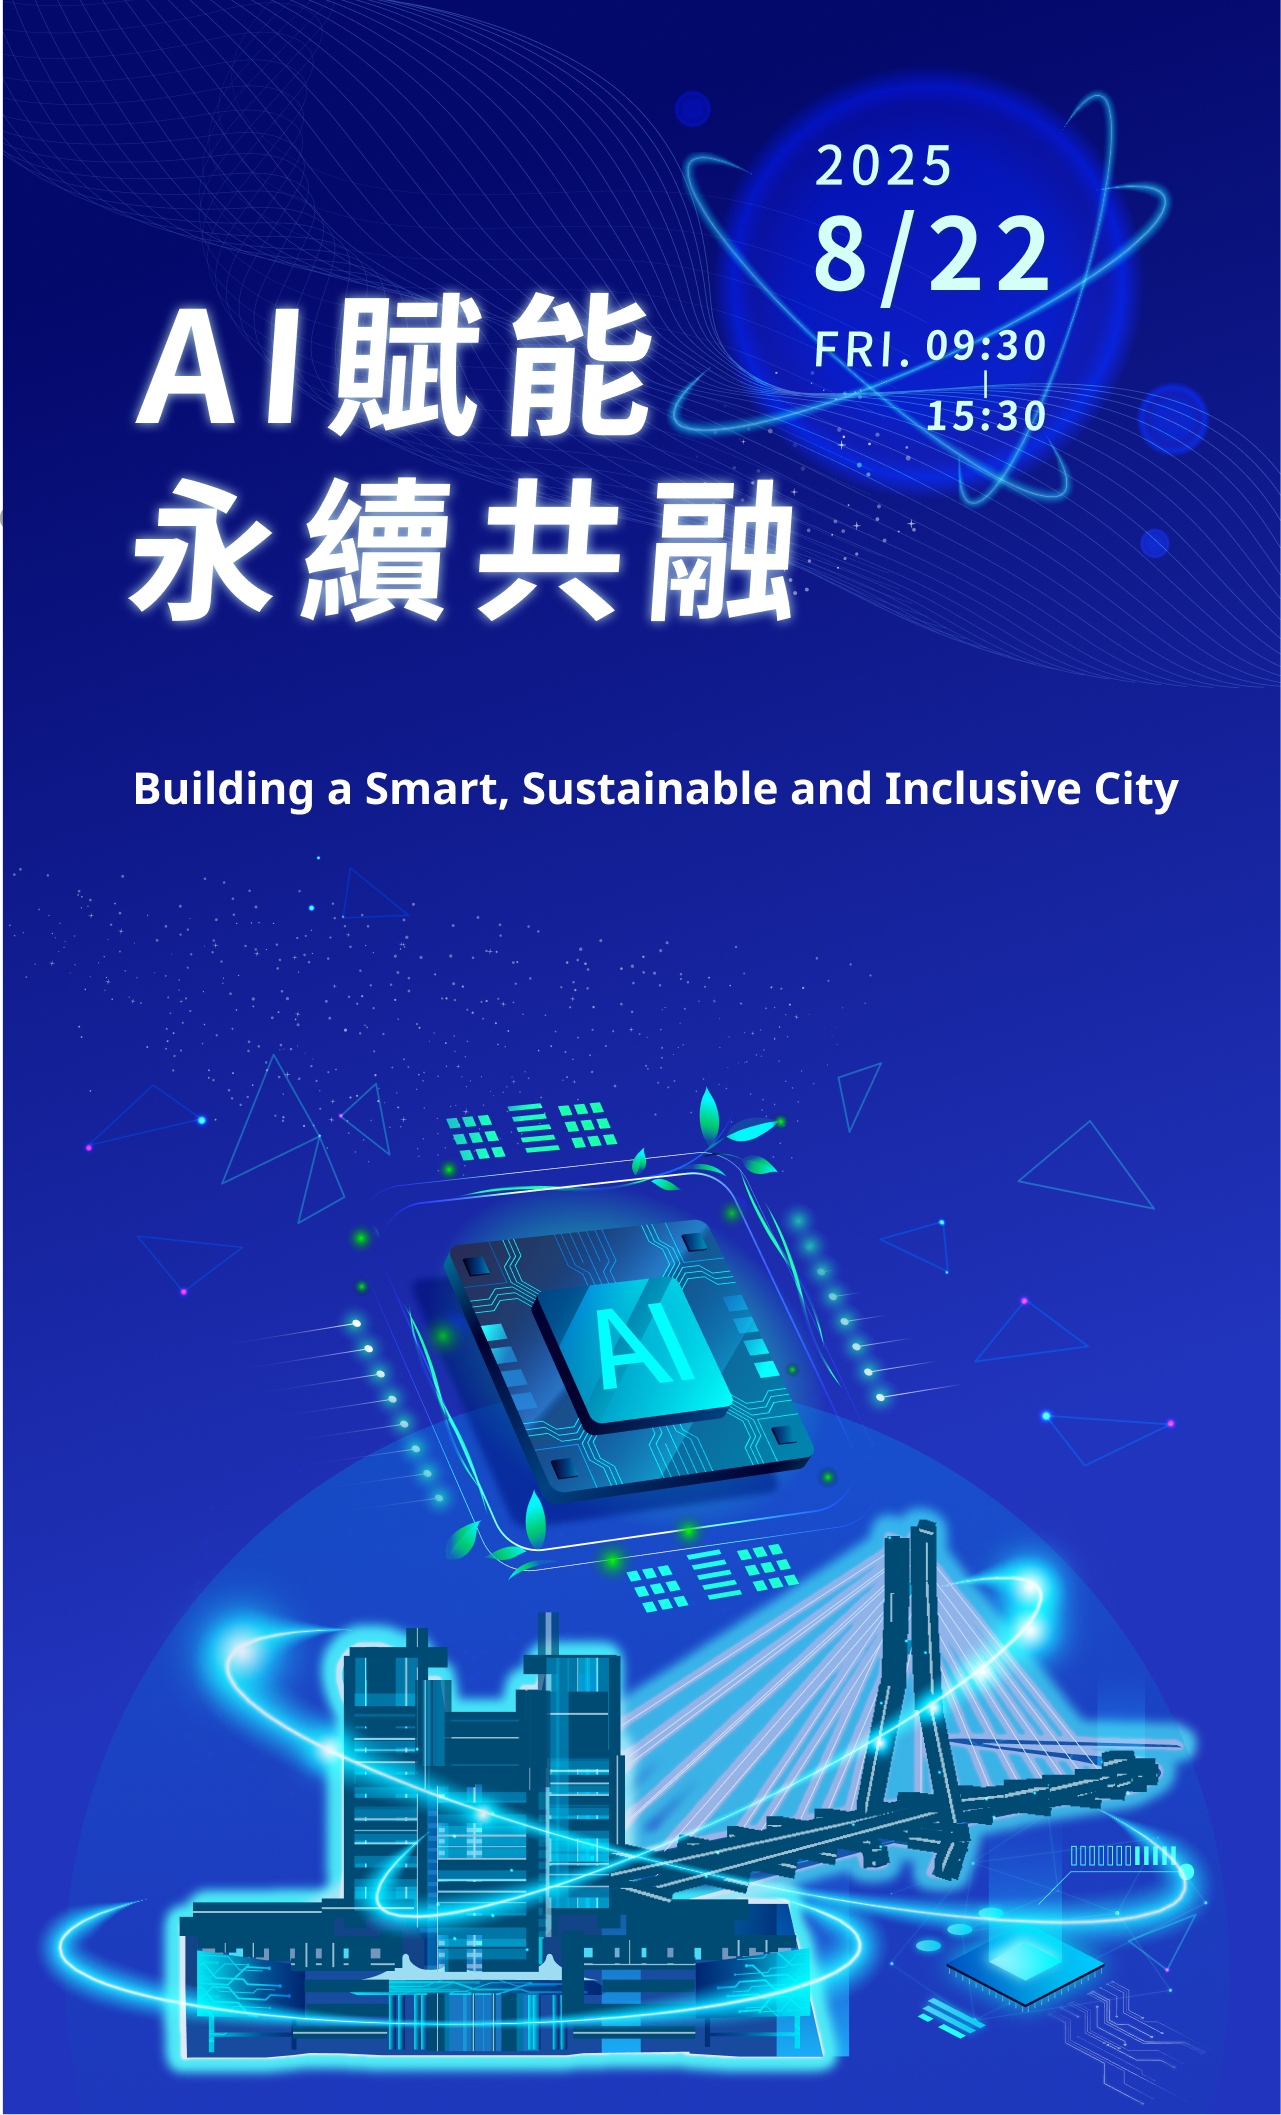 2025
8/22
FRI. 09:30
|
15:30
AI賦能
永續共融
Building a Smart, Sustainable and Inclusive City
AI